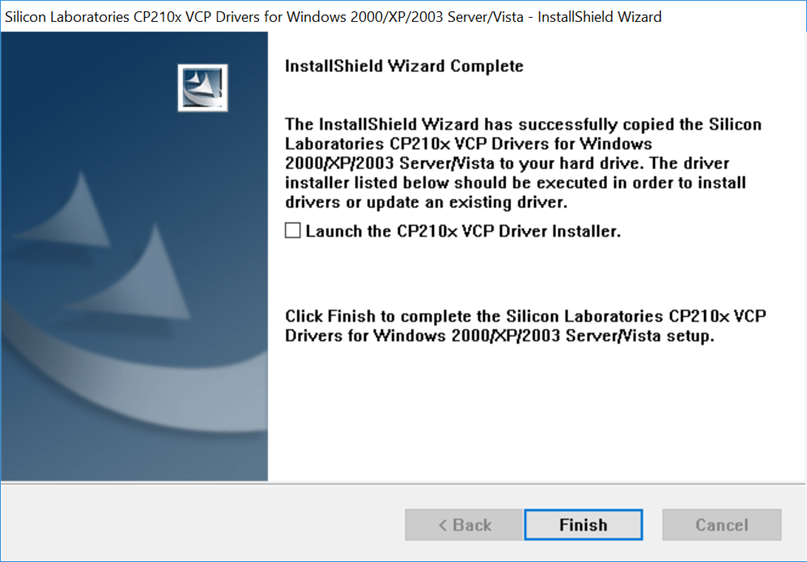 Silicon Laboratories CP210x VCP Drivers for Windows 2000/XP/2003 Server/Vista - InstallShield Wizard
InstallShield Wizard Complete
The InstallShield Wizard has successfully copied the Silicon
Laboratories CP210x VCP Drivers for Windows
2000/XP/2003 Server/Vista to your hard drive. The driver
installer listed below should be executed in order to install
drivers or update an existing driver.
Launch the CP210x VCP Driver Installer.
Click Finish to complete the Silicon Laboratories CP210x VCP
Drivers for Windows 2000/XP/2003 Server/Vista setup.
< Back
Finish
Cancel